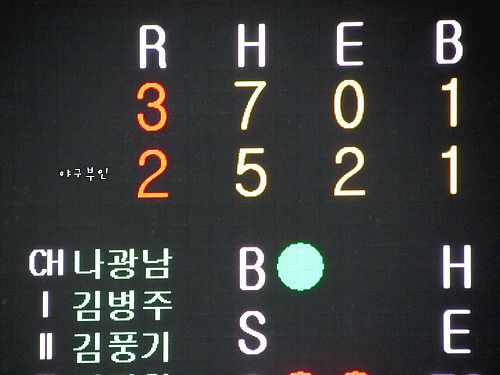 R H E B
3 7 0 1
야구부인 2 5 2 1
CH 나광남 B H
I 김병주
II 김풍기 S E